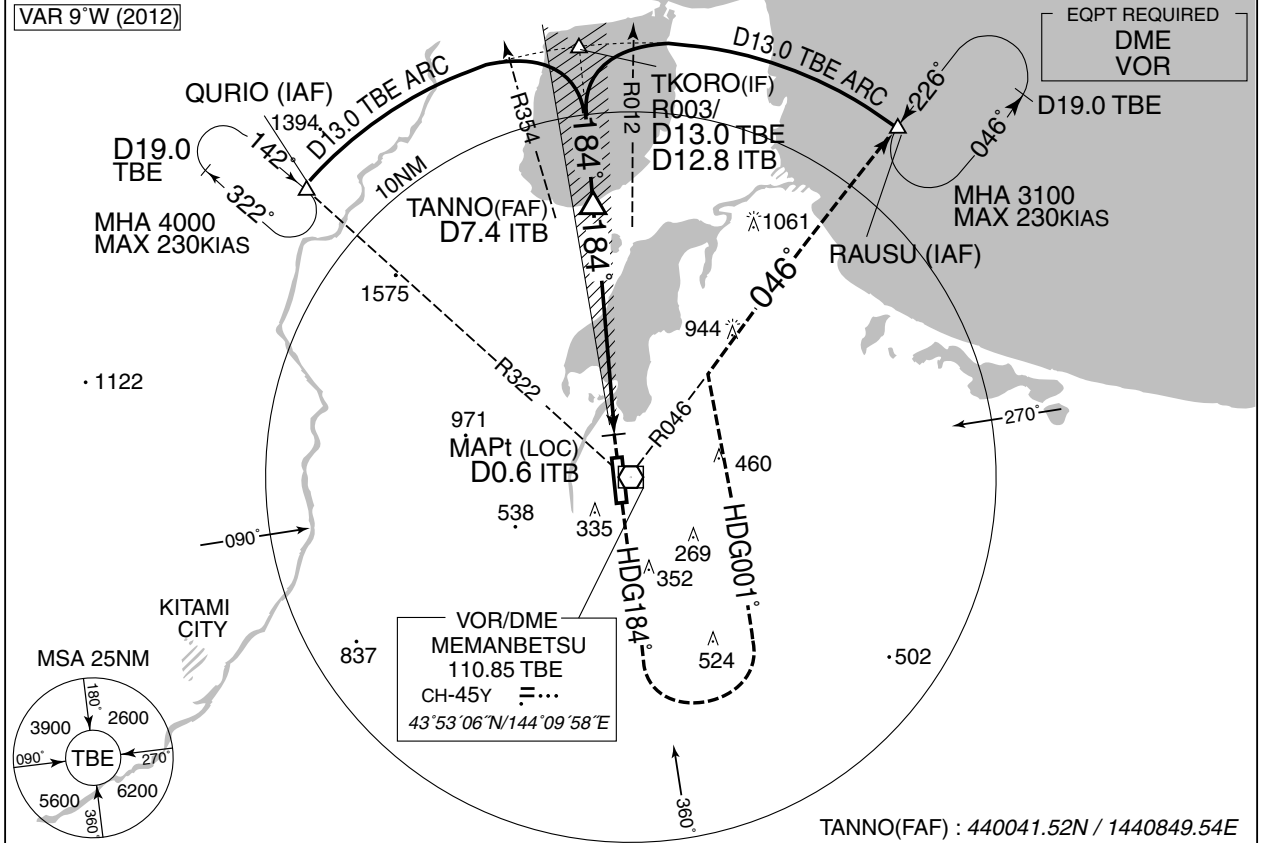 VAR 9°W (2012)
EQPT REQUIRED
DME
VOR
QURIO (IAF)
1394
D13.0 TBE ARC
D13.0 TBE ARC
R354
R012
TKORO(IF)
R003/
D13.0 TBE
D12.8 ITB
226°
046°
D19.0 TBE
D19.0
TBE
142°
322°
10NM
184°
MHA 4000
MAX 230KIAS
TANNO(FAF)
D7.4 ITB
184°
1061
MHA 3100
MAX 230KIAS
RAUSU (IAF)
1575
046°
944
1122
R322
R046
270°
971
MAPt (LOC)
D0.6 ITB
460
538
335
090°
269
352
HDG184°
HDG001°
KITAMI
CITY
VOR/DME
MEMANBETSU
110.85 TBE
CH-45Y
43°53′06″N/144°09′58″E
837
524
502
MSA 25NM
180°
3900
2600
090°
TBE
270°
5600
6200
360°
360°
TANNO(FAF) : 440041.52N / 1440849.54E